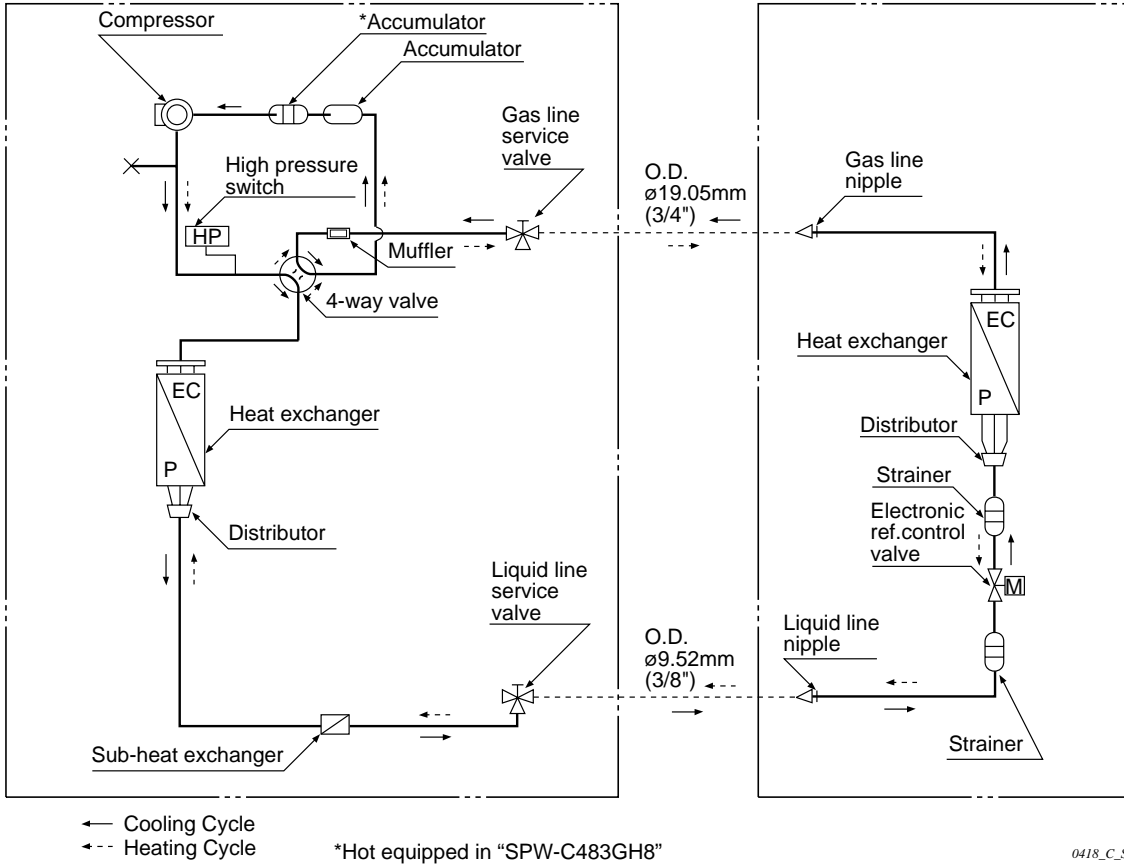 Compressor
*Accumulator
Accumulator
Gas line
service
valve
High pressure
switch
HP
Muffler
4-way valve
O.D.
ø19.05mm
(3/4")
Gas line
nipple
EC
Heat exchanger
P
Distributor
EC
Heat exchanger
P
Distributor
Strainer
Electronic
ref.control
valve
M
Liquid line
service
valve
O.D.
ø9.52mm
(3/8")
Liquid line
nipple
Sub-heat exchanger
Strainer
Cooling Cycle
Heating Cycle
*Hot equipped in “SPW-C483GH8”
0418_C_S